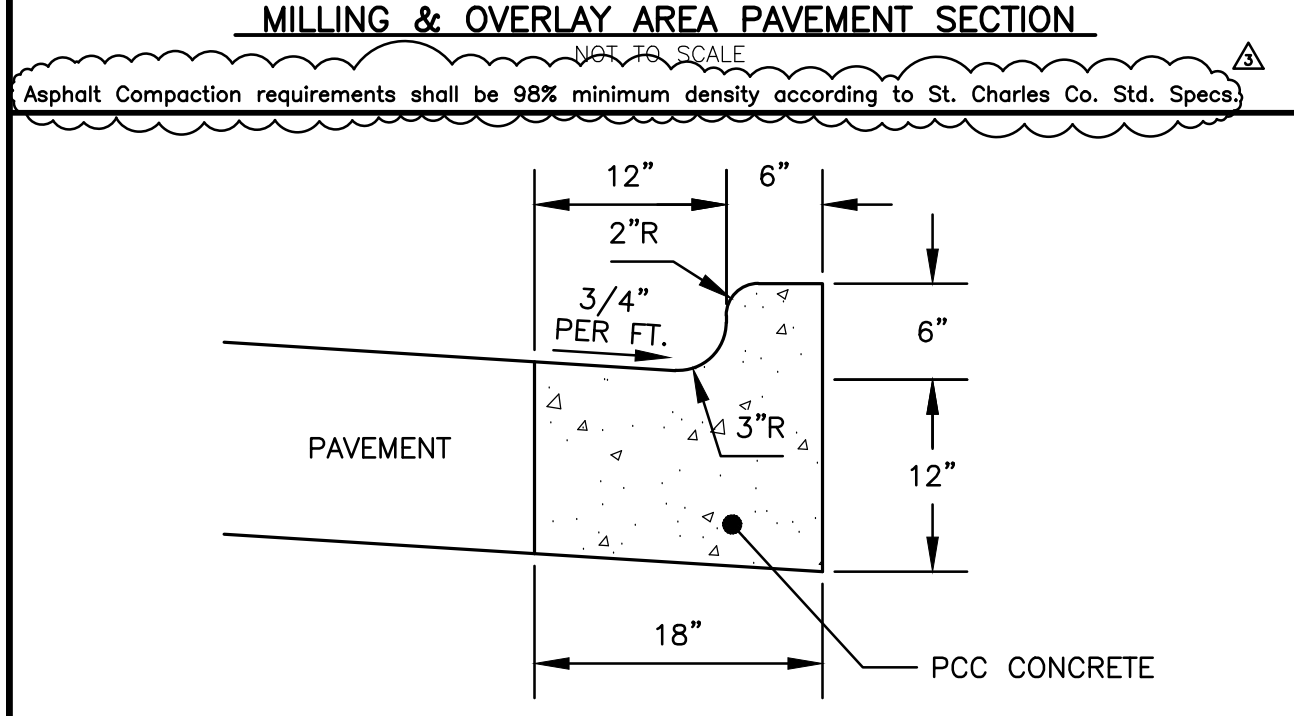 MILLING & OVERLAY AREA PAVEMENT SECTION
NOT TO SCALE
3
Asphalt Compaction requirements shall be 98% minimum density according to St. Charles Co. Std. Specs.
12"
6"
2"R
3/4"
PER FT.
6"
3"R
PAVEMENT
12"
18"
PCC CONCRETE